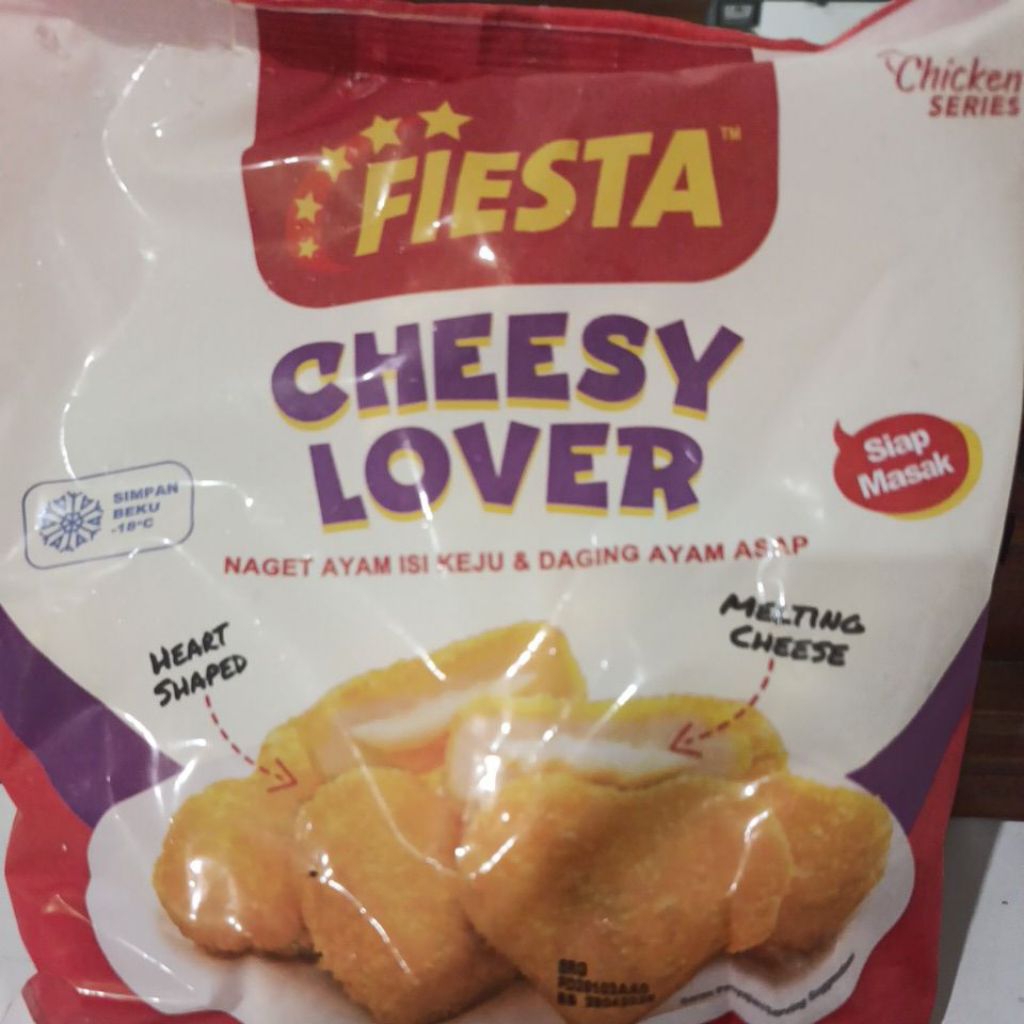 Chicken
SERIES
FIESTA™
CHEESY
LOVER
Siap
Masak
SIMPAN
BEKU
-18°C
NAGET AYAM ISI KEJU & DAGING AYAM ASAP
HEART
SHAPED
MELTING
CHEESE